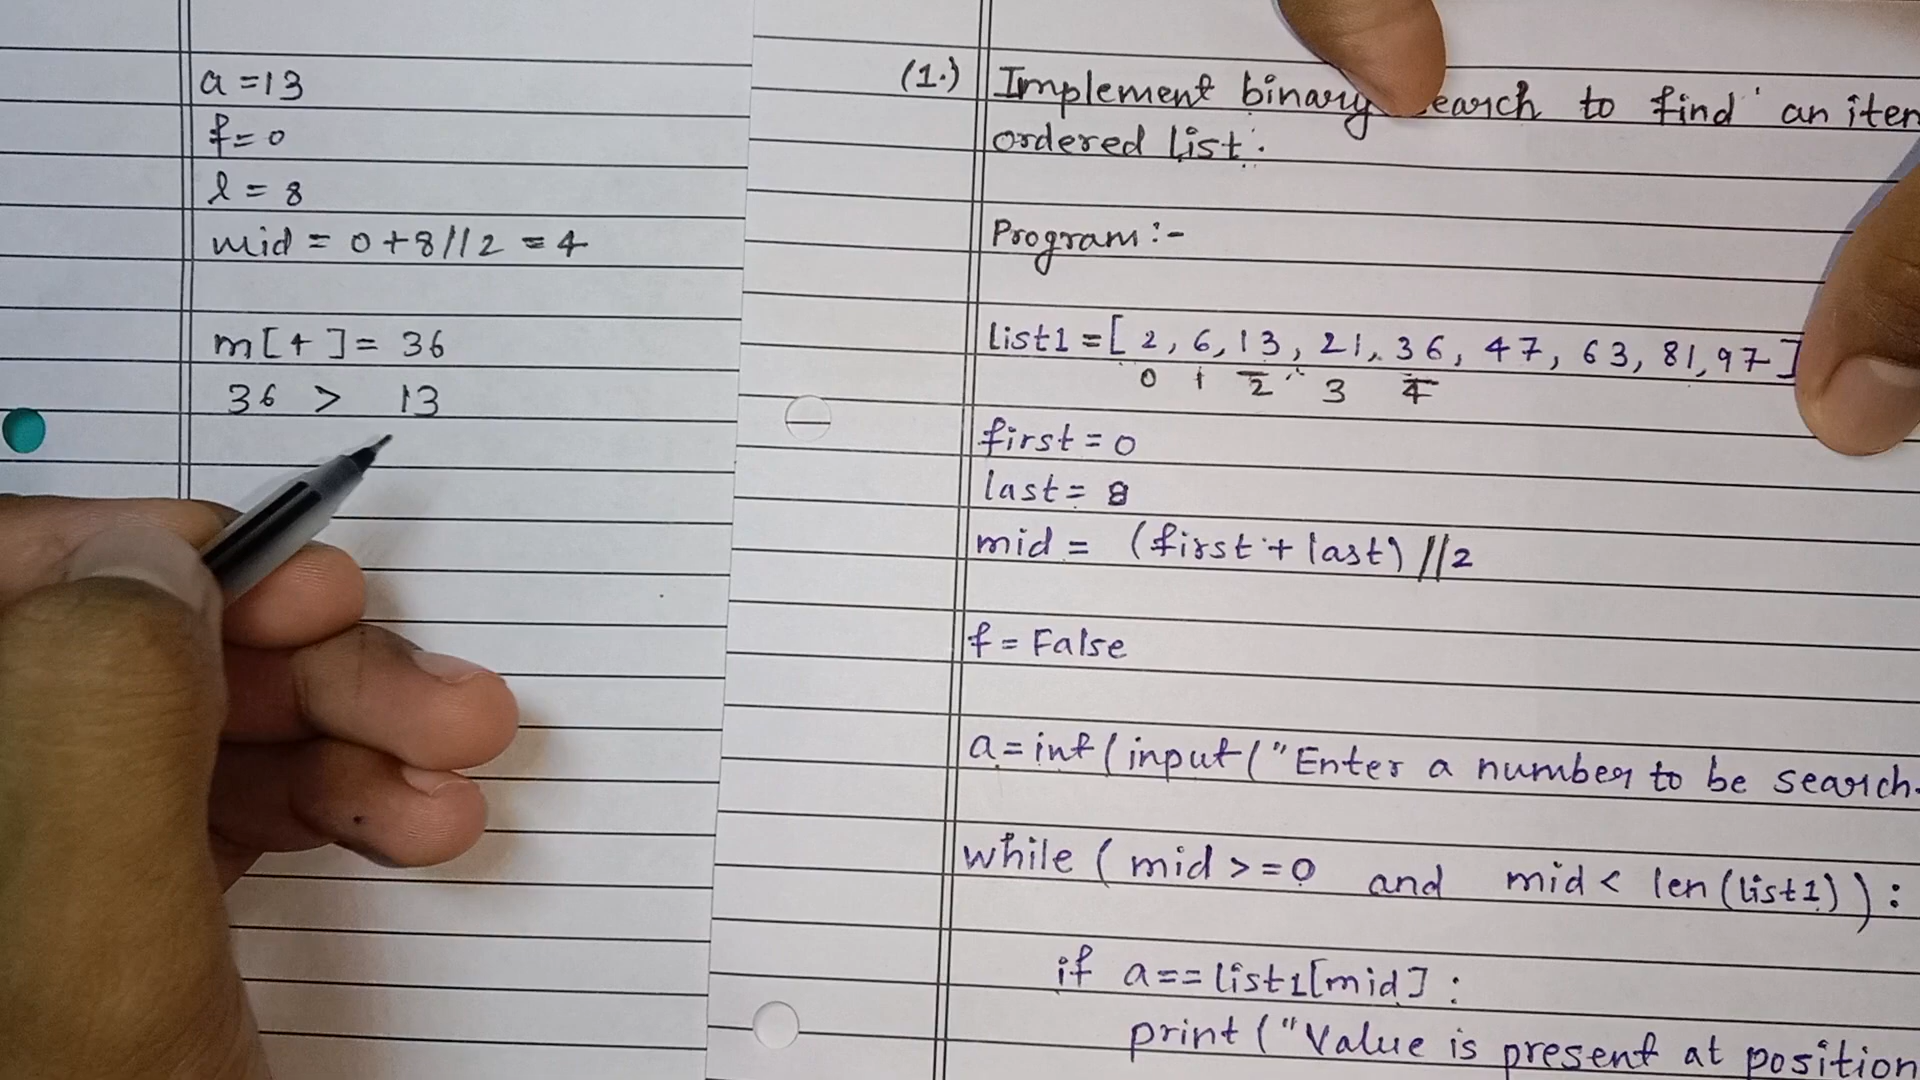 a = 13
f = 0
l = 8
mid = 0 + 8 // 2 = 4
m[4] = 36
36 > 13
(1.) Implement binary search to find an item
ordered list.
Program :-
list1 = [ 2, 6, 13, 21, 36, 47, 63, 81, 97 ]
0 1 2 3 4
first = 0
last = 8
mid = (first + last) // 2
f = False
a = int ( input ( "Enter a number to be search
while ( mid >= 0 and mid < len (list1) ) :
if a == list1[mid] :
print ( "Value is present at position